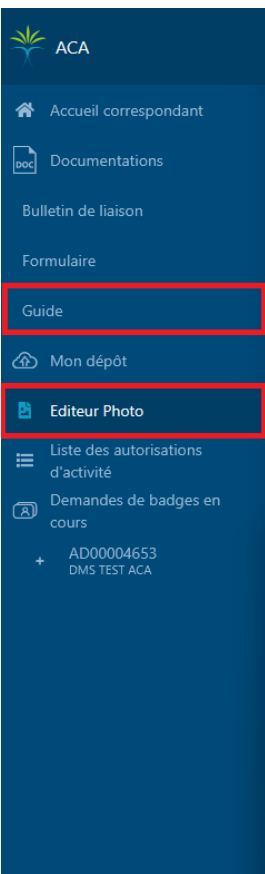 ACA
Accueil correspondant
DOC
Documentations
Bulletin de liaison
Formulaire
Guide
Mon dépôt
Editeur Photo
Liste des autorisations
d'activité
Demandes de badges en
cours
+ AD00004653
DMS TEST ACA